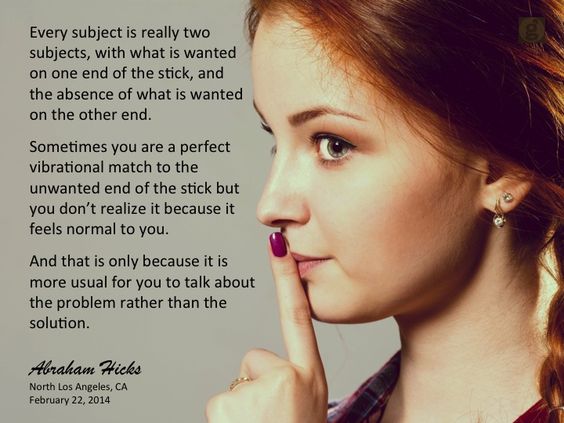 Every subject is really two
subjects, with what is wanted
on one end of the stick, and
the absence of what is wanted
on the other end.
Sometimes you are a perfect
vibrational match to the
unwanted end of the stick but
you don’t realize it because it
feels normal to you.
And that is only because it is
more usual for you to talk about
the problem rather than the
solution.
Abraham Hicks
North Los Angeles, CA
February 22, 2014
g